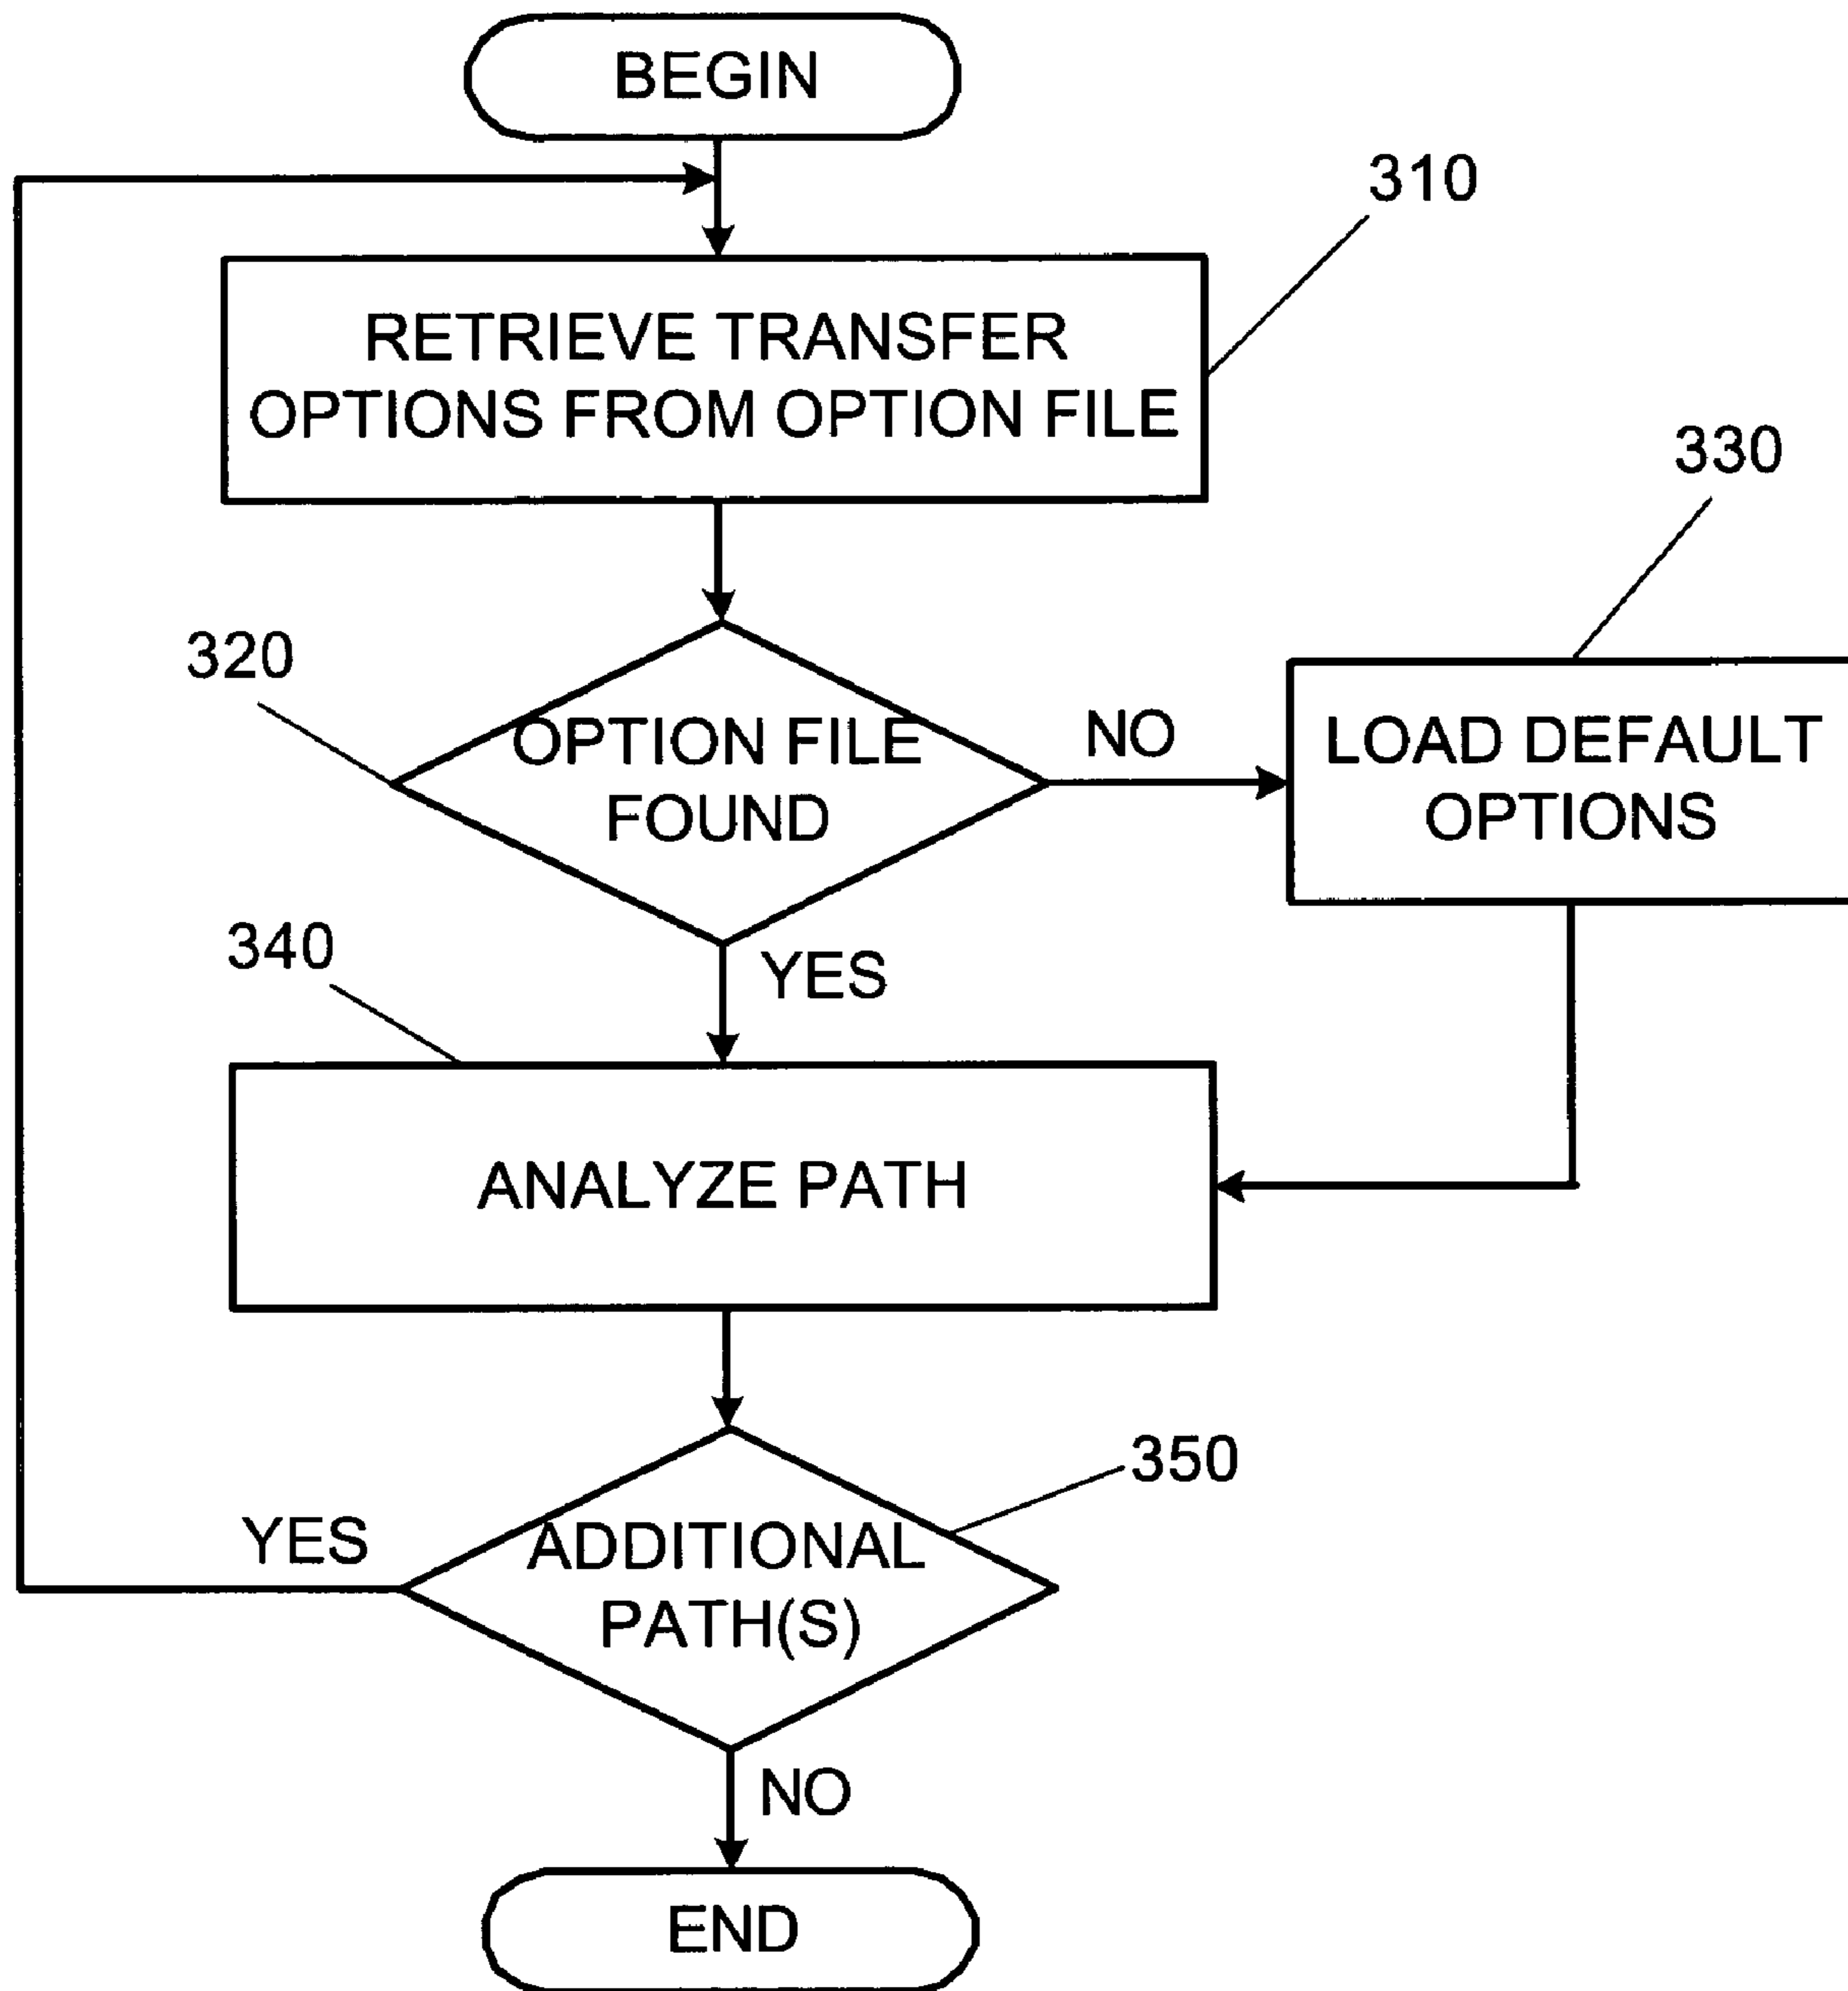 BEGIN
310
RETRIEVE TRANSFER
OPTIONS FROM OPTION FILE
330
320
OPTION FILE
FOUND
NO
LOAD DEFAULT
OPTIONS
340
YES
ANALYZE PATH
350
YES
ADDITIONAL
PATH(S)
NO
END